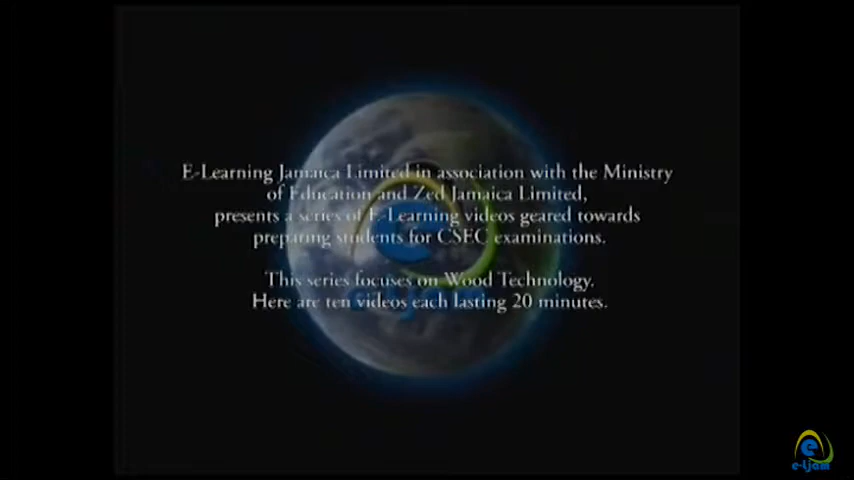 E-Learning Jamaica Limited in association with the Ministry
of Education and Zed Jamaica Limited,
presents a series of E-Learning videos geared towards
preparing students for CSEC examinations.
This series focuses on Wood Technology.
Here are ten videos each lasting 20 minutes.
e-ljam